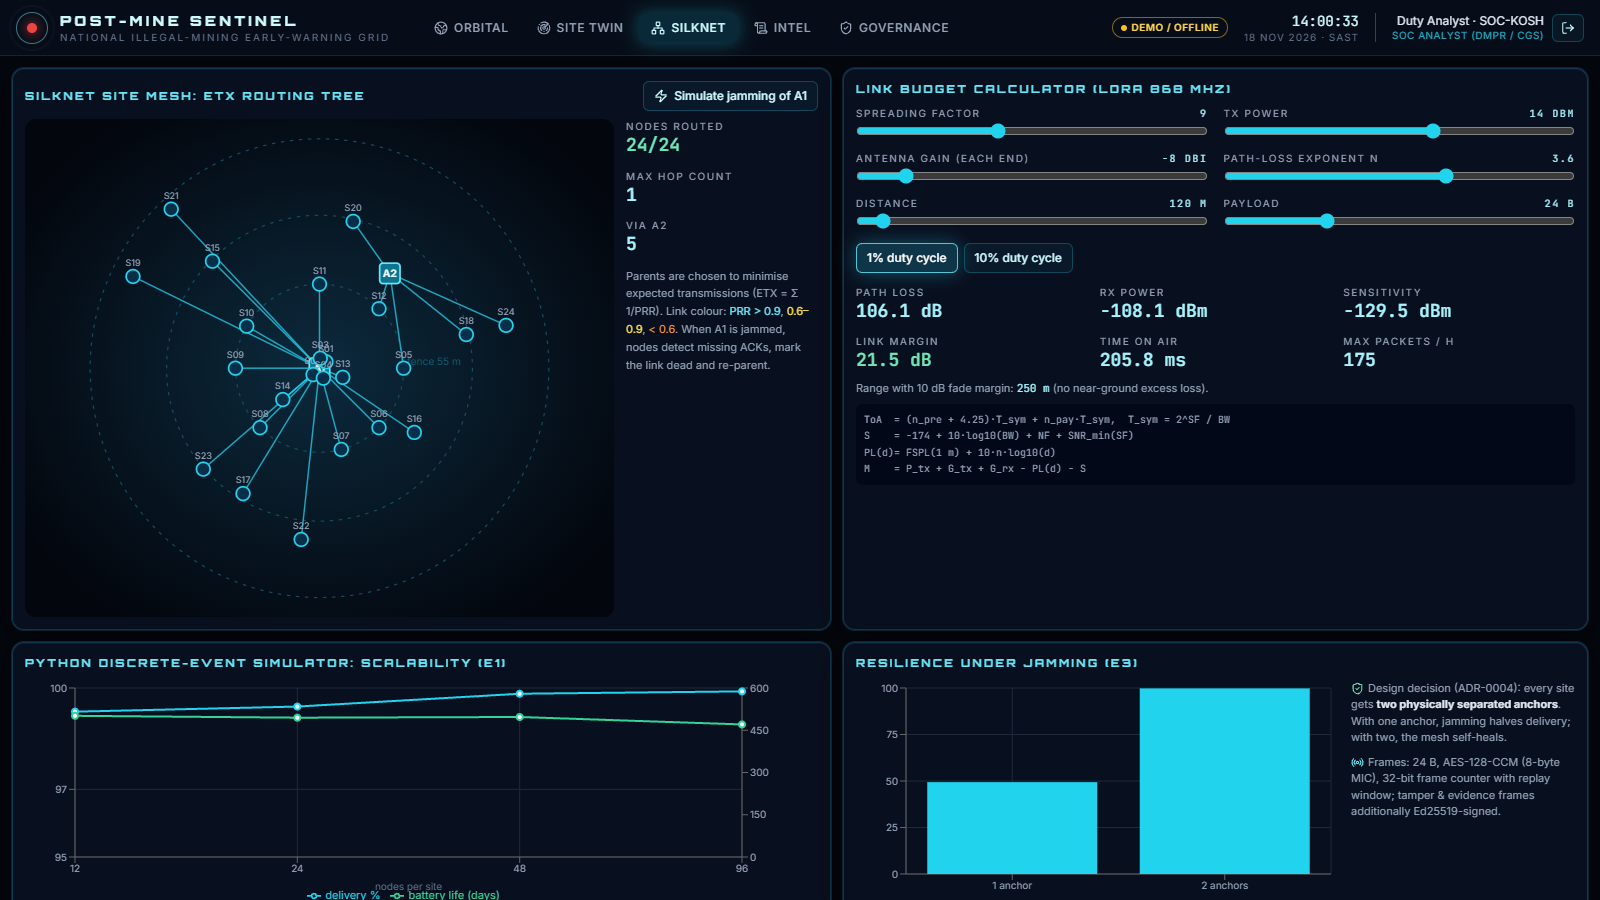 POST-MINE SENTINEL
NATIONAL ILLEGAL-MINING EARLY-WARNING GRID
ORBITAL
SITE TWIN
SILKNET
INTEL
GOVERNANCE
DEMO / OFFLINE
14:00:33
18 NOV 2026 · SAST
Duty Analyst · SOC-KOSH
SOC ANALYST (DMPR / CGS)
SILKNET SITE MESH: ETX ROUTING TREE
Simulate jamming of A1
S21
S20
S15
S19
S11
A2
S12
S24
S10
S18
S09
S13
S05
S14
S08
S06
S16
S07
S23
S17
S22
NODES ROUTED
24/24
MAX HOP COUNT
1
VIA A2
5
Parents are chosen to minimise
expected transmissions (ETX = Σ
1/PRR). Link colour: PRR > 0.9, 0.6–
0.9, < 0.6. When A1 is jammed,
nodes detect missing ACKs, mark
the link dead and re-parent.
LINK BUDGET CALCULATOR (LORA 868 MHZ)
SPREADING FACTOR 9
TX POWER 14 DBM
ANTENNA GAIN (EACH END) -8 DBI
PATH-LOSS EXPONENT N 3.6
DISTANCE 120 M
PAYLOAD 24 B
1% duty cycle
10% duty cycle
PATH LOSS
106.1 dB
RX POWER
-108.1 dBm
SENSITIVITY
-129.5 dBm
LINK MARGIN
21.5 dB
TIME ON AIR
205.8 ms
MAX PACKETS / H
175
Range with 10 dB fade margin: 250 m (no near-ground excess loss).
ToA = (n_pre + 4.25)·T_sym + n_pay·T_sym, T_sym = 2^SF / BW
S = -174 + 10·log10(BW) + NF + SNR_min(SF)
PL(d)= FSPL(1 m) + 10·n·log10(d)
M = P_tx + G_tx + G_rx - PL(d) - S
PYTHON DISCRETE-EVENT SIMULATOR: SCALABILITY (E1)
100
97
95
600
450
300
150
0
12
24
48
96
nodes per site
delivery %
battery life (days)
RESILIENCE UNDER JAMMING (E3)
100
75
50
25
0
1 anchor
2 anchors
Design decision (ADR-0004): every site
gets two physically separated anchors.
With one anchor, jamming halves delivery;
with two, the mesh self-heals.
Frames: 24 B, AES-128-CCM (8-byte
MIC), 32-bit frame counter with replay
window; tamper & evidence frames
additionally Ed25519-signed.